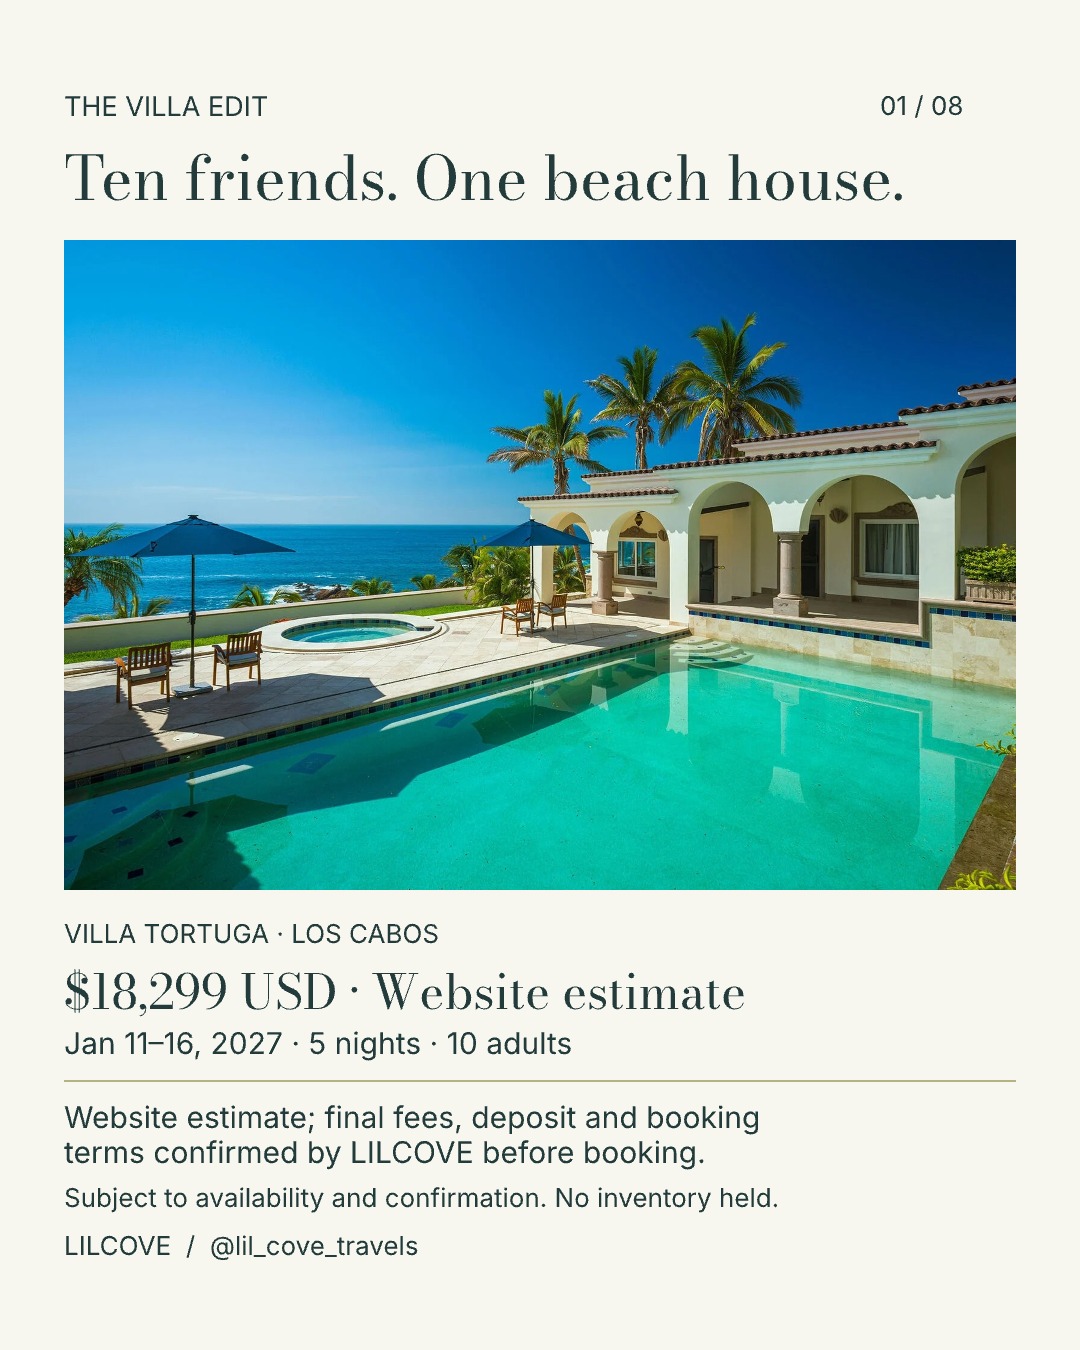 THE VILLA EDIT
01 / 08
Ten friends. One beach house.
VILLA TORTUGA · LOS CABOS
$18,299 USD · Website estimate
Jan 11–16, 2027 · 5 nights · 10 adults
Website estimate; final fees, deposit and booking
terms confirmed by LILCOVE before booking.
Subject to availability and confirmation. No inventory held.
LILCOVE / @lil_cove_travels